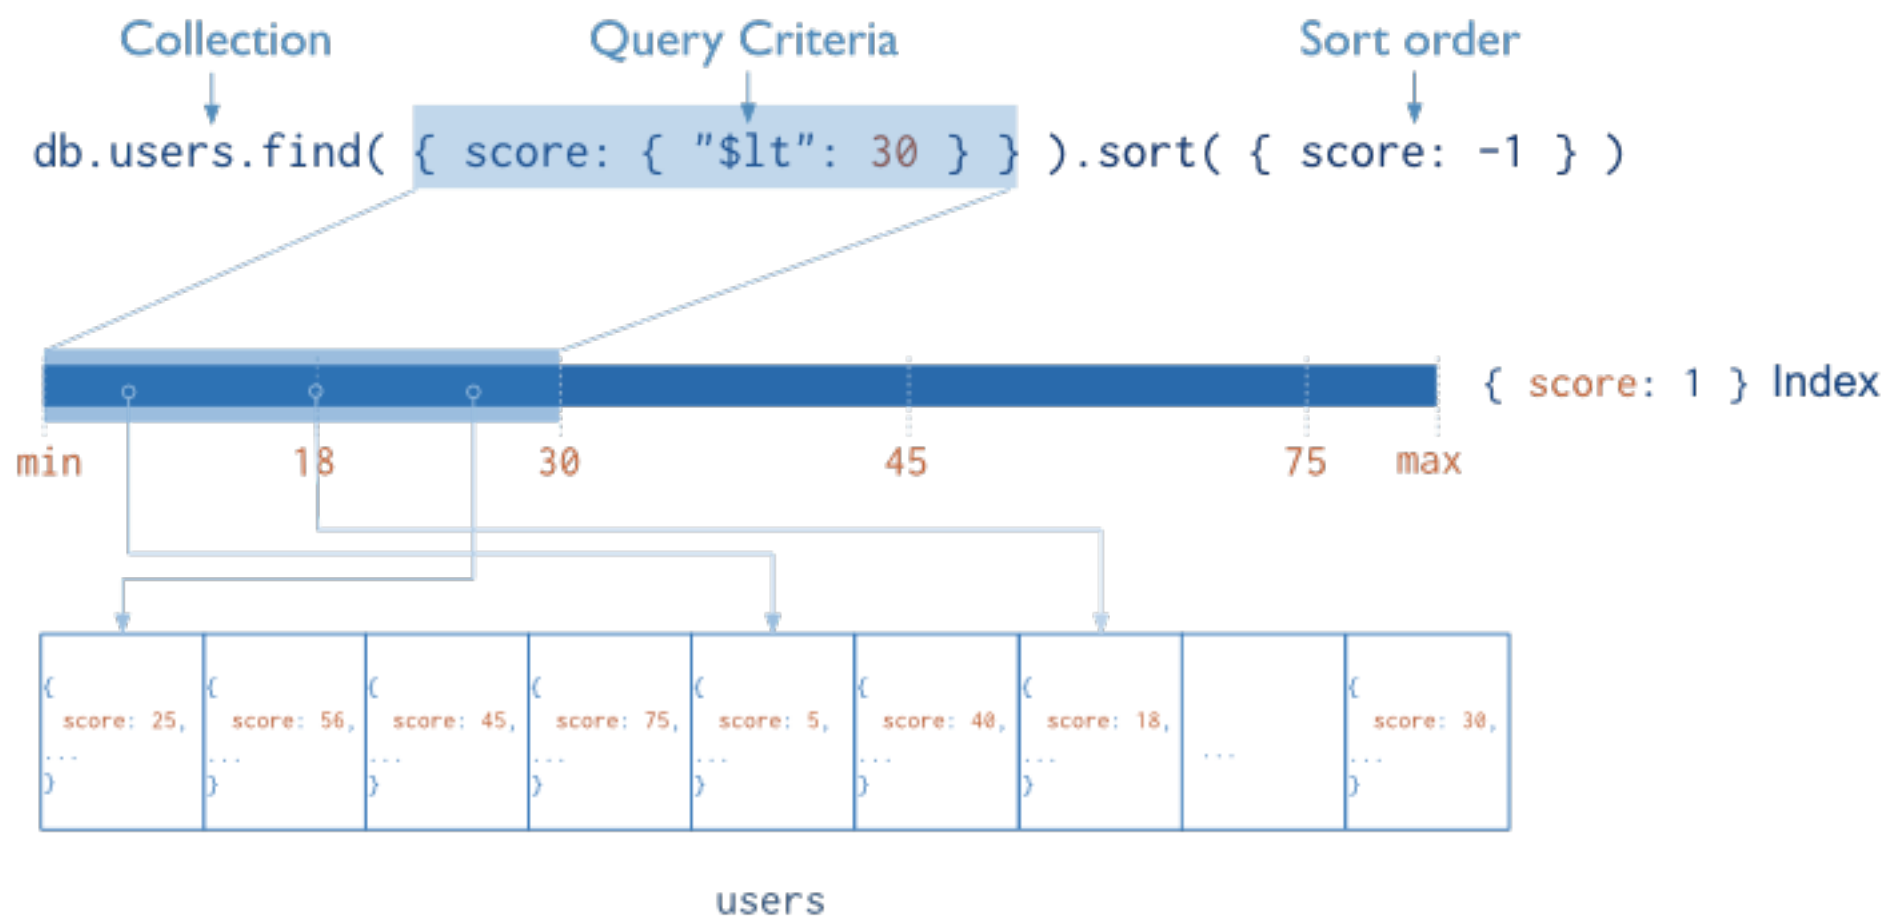 Collection Query Criteria Sort order
db.users.find( { score: { "$lt": 30 } } ).sort( { score: -1 } )
{ score: 1 } Index
min 18 30 45 75 max
{ { { { { { { {
score: 25, score: 56, score: 45, score: 75, score: 5, score: 40, score: 18, score: 30,
... ... ... ... ... ... ... ... ...
} } } } } } } }
users